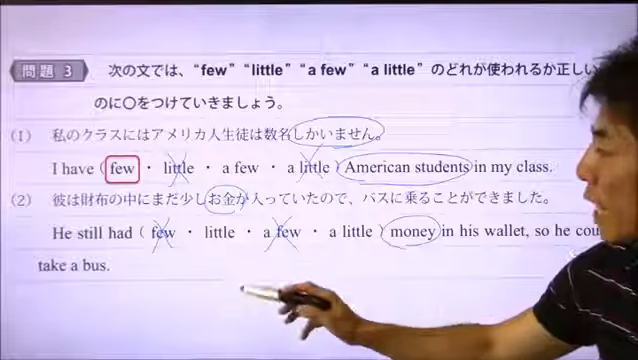 問題 3 次の文では、“few” “little” “a few” “a little” のどれが使われるか正しい
のに〇をつけていきましょう。
(1) 私のクラスにはアメリカ人生徒は数名しかいません。
I have ( few ・ little ・ a few ・ a little ) American students in my class.
(2) 彼は財布の中にまだ少しお金が入っていたので、バスに乗ることができました。
He still had ( few ・ little ・ a few ・ a little ) money in his wallet, so he cou
take a bus.